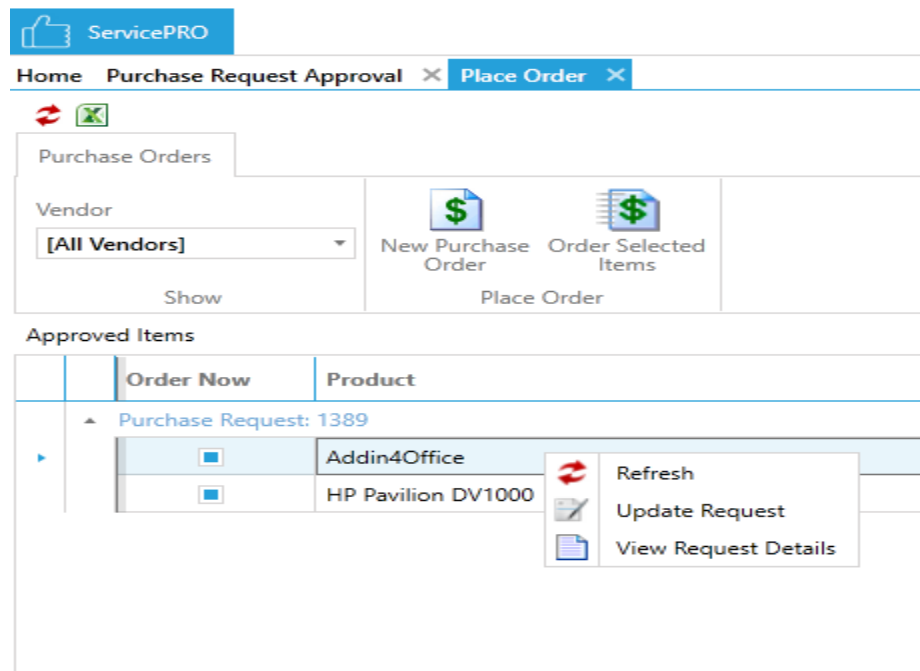 ServicePRO
Home Purchase Request Approval Place Order
Purchase Orders
Vendor
[All Vendors]
Show
New Purchase Order
Order Selected Items
Place Order
Approved Items
Order Now Product
Purchase Request: 1389
Addin4Office
HP Pavilion DV1000
Refresh
Update Request
View Request Details